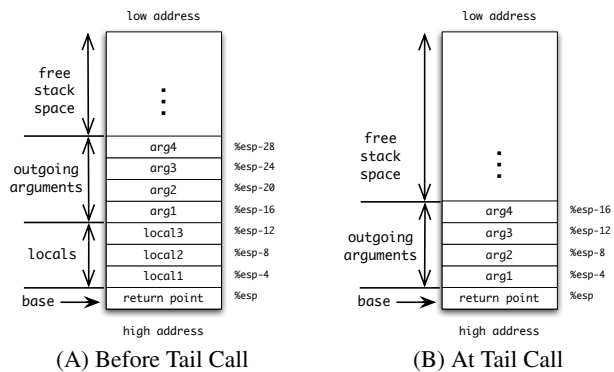 low address
free
stack
space
arg4 %esp-28
arg3 %esp-24
outgoing
arguments
arg2 %esp-20
arg1 %esp-16
local3 %esp-12
locals
local2 %esp-8
local1 %esp-4
base return point %esp
high address
(A) Before Tail Call
low address
free
stack
space
arg4 %esp-16
arg3 %esp-12
outgoing
arguments
arg2 %esp-8
arg1 %esp-4
base return point %esp
high address
(B) At Tail Call